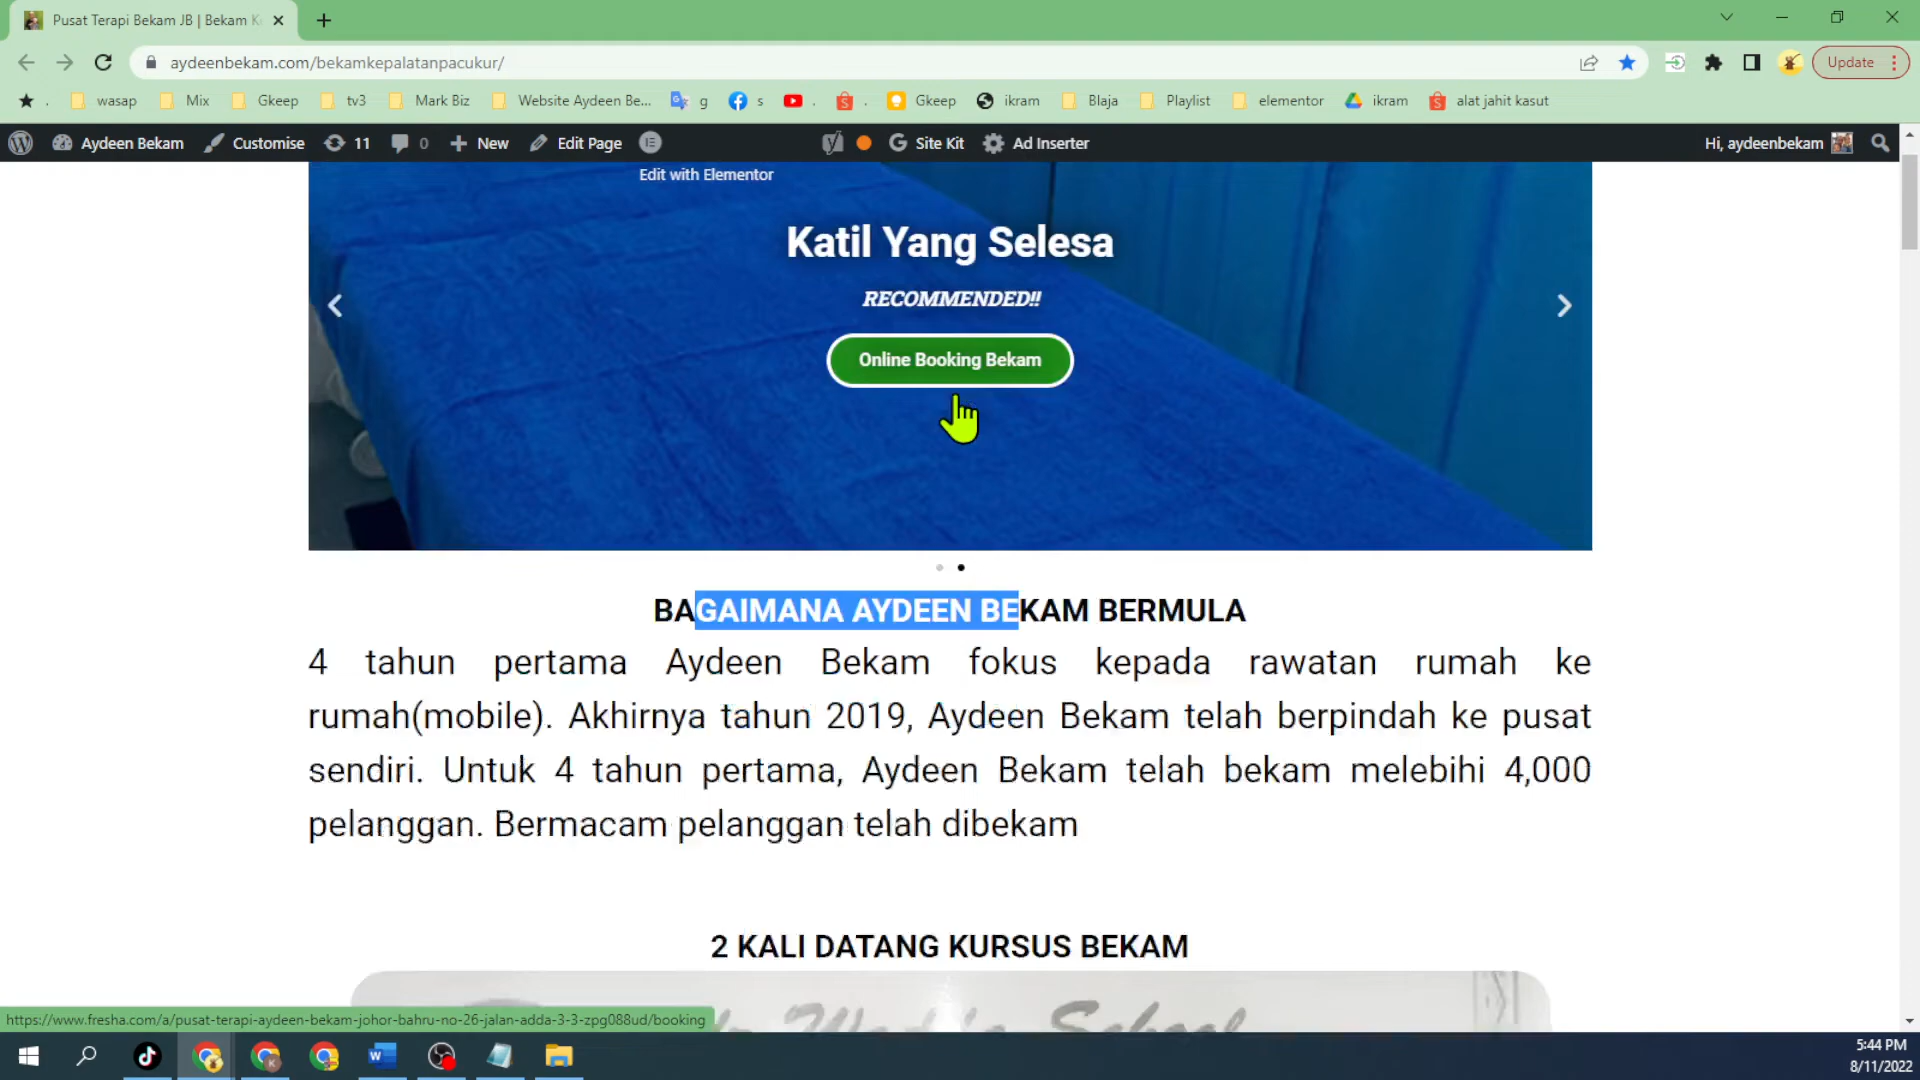 Pusat Terapi Bekam JB | Bekam K
aydeenbekam.com/bekamkepalatanpacukur/
Update
. wasap Mix Gkeep tv3 Mark Biz Website Aydeen Be... g s . . Gkeep ikram Blaja Playlist elementor ikram alat jahit kasut
Aydeen Bekam Customise 11 0 New Edit Page Site Kit Ad Inserter Hi, aydeenbekam
Edit with Elementor
Katil Yang Selesa
RECOMMENDED!!
Online Booking Bekam
BAGAIMANA AYDEEN BEKAM BERMULA
4 tahun pertama Aydeen Bekam fokus kepada rawatan rumah ke
rumah(mobile). Akhirnya tahun 2019, Aydeen Bekam telah berpindah ke pusat
sendiri. Untuk 4 tahun pertama, Aydeen Bekam telah bekam melebihi 4,000
pelanggan. Bermacam pelanggan telah dibekam
2 KALI DATANG KURSUS BEKAM
https://www.fresha.com/a/pusat-terapi-aydeen-bekam-johor-bahru-no-26-jalan-adda-3-3-zpg088ud/booking
5:44 PM
8/11/2022